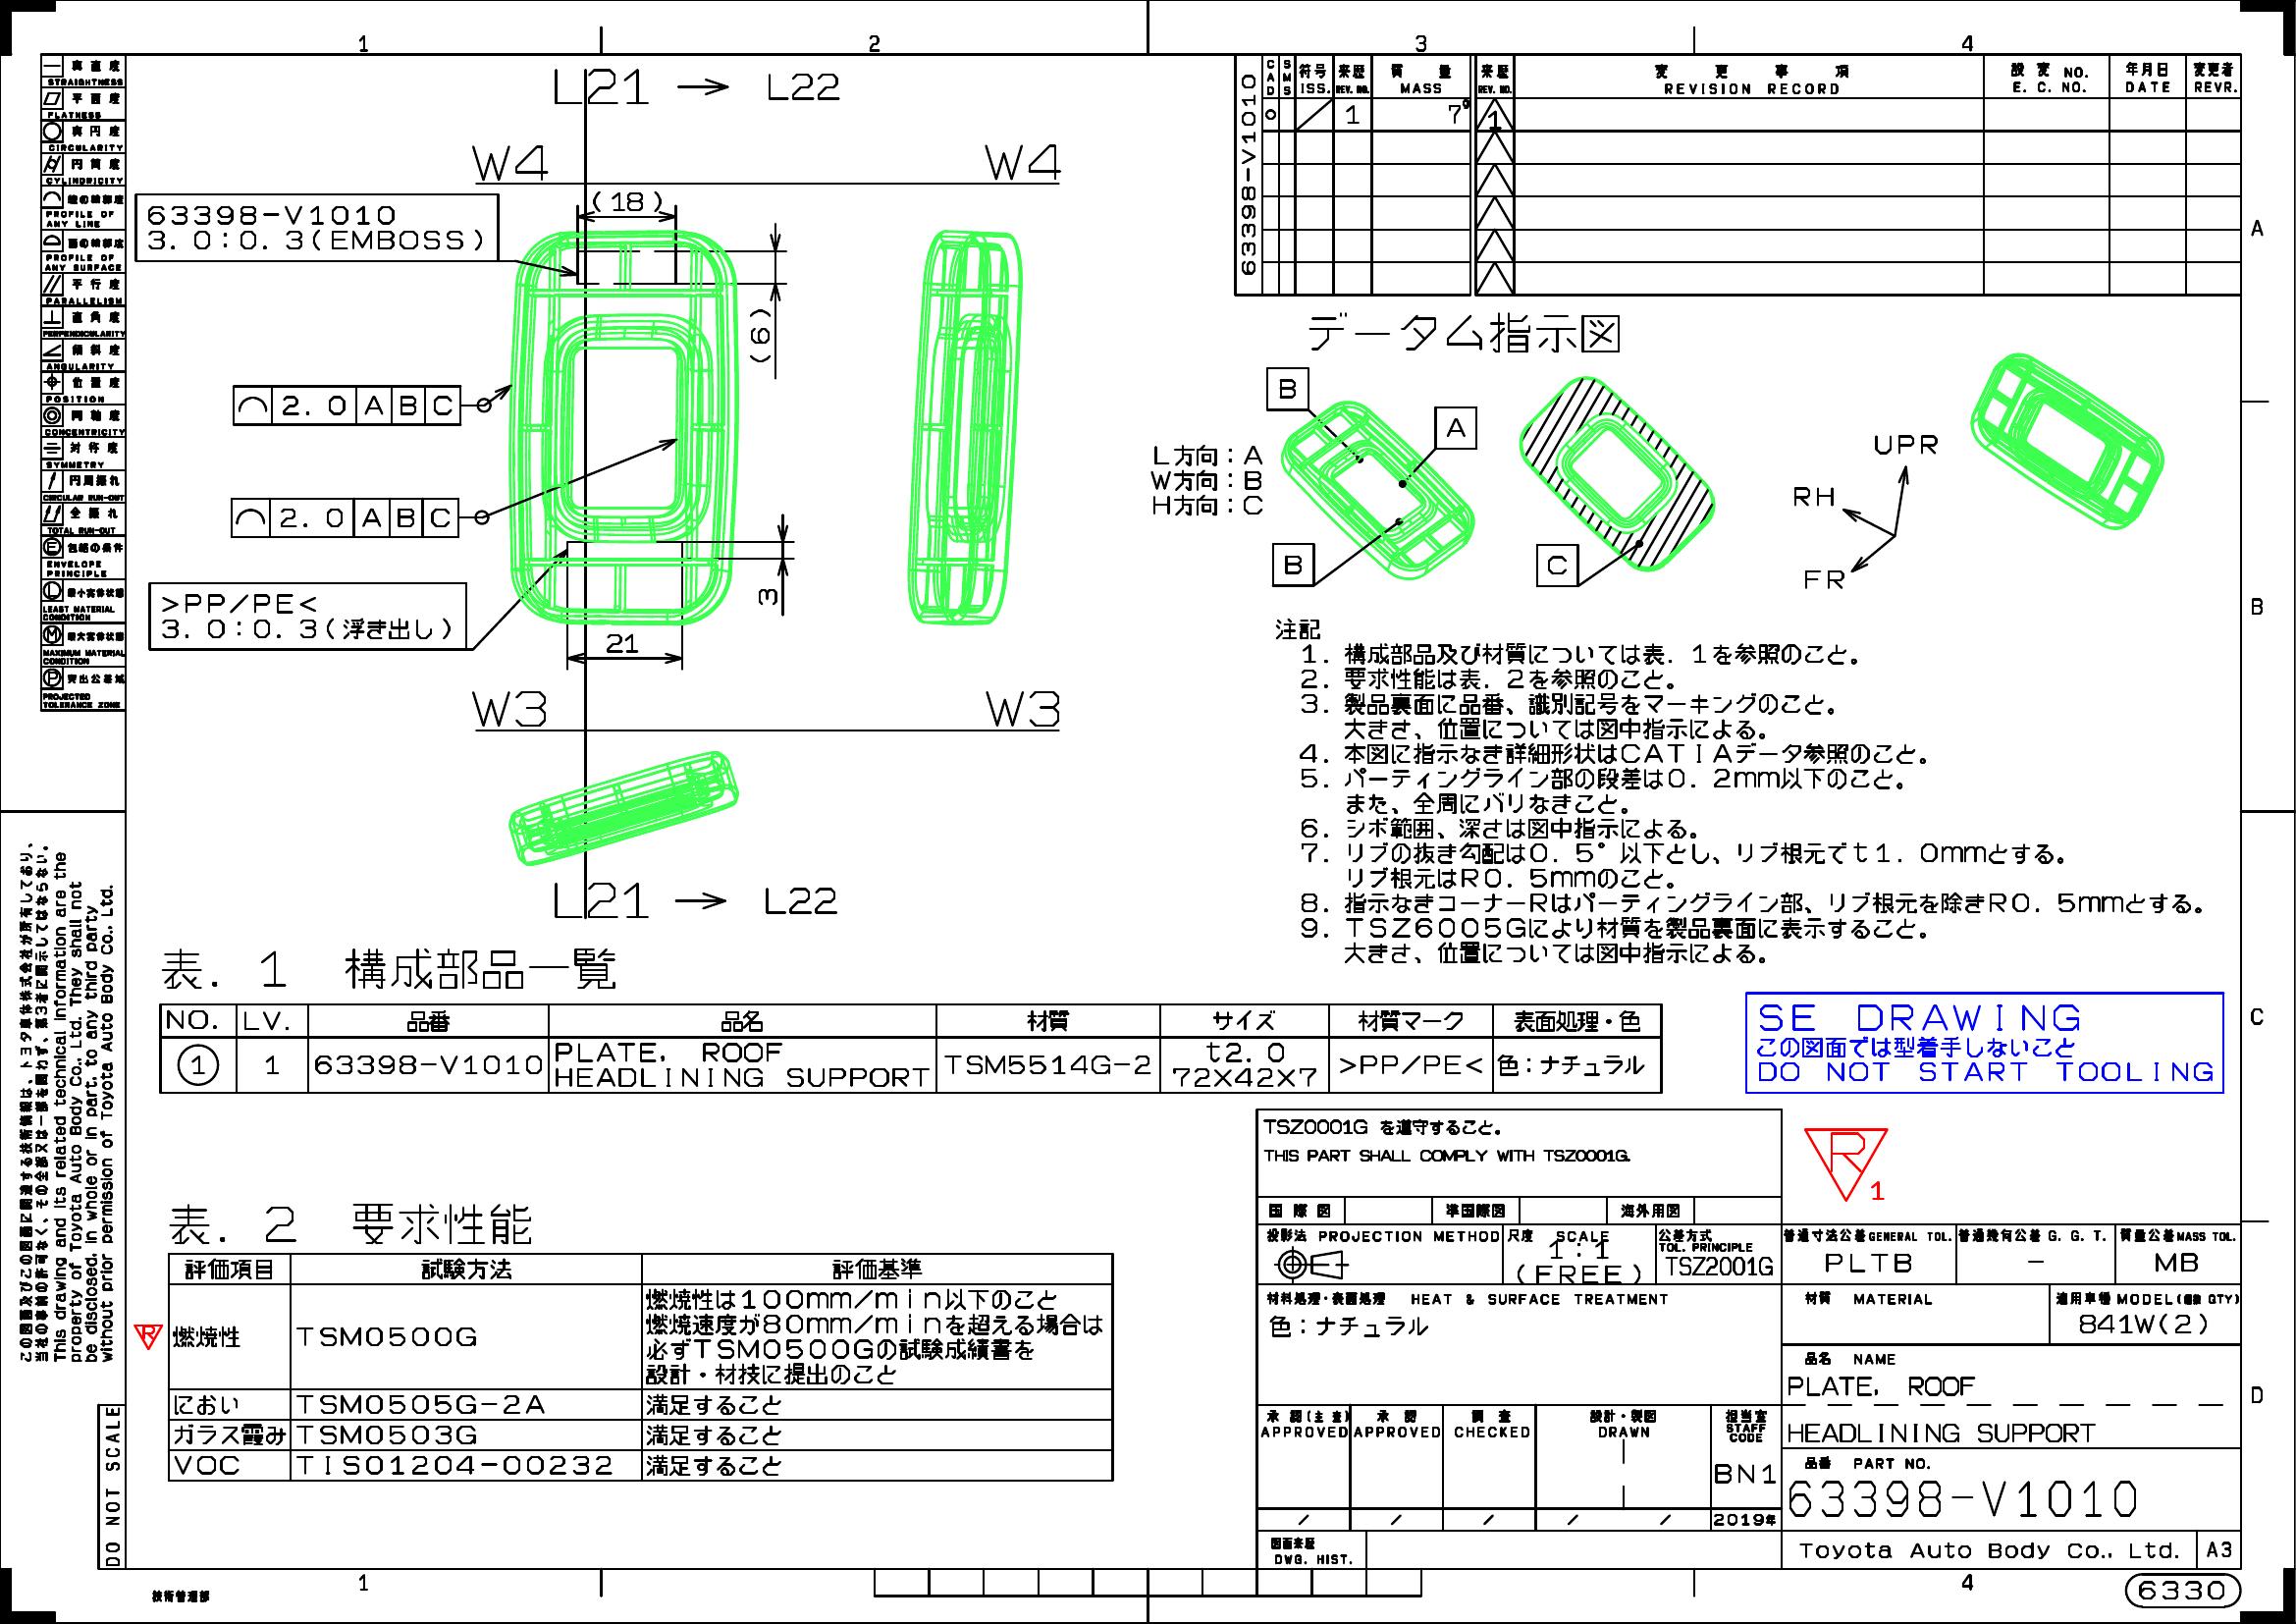 1
2
3
4
A
B
C
D
真直度
STRAIGHTNESS
平面度
FLATNESS
真円度
CIRCULARITY
円筒度
CYLINDRICITY
線の輪郭度
PROFILE OF
ANY LINE
面の輪郭度
PROFILE OF
ANY SURFACE
平行度
PARALLELISM
直角度
PERPENDICULARITY
傾斜度
ANGULARITY
位置度
POSITION
同軸度
CONCENTRICITY
対称度
SYMMETRY
円周振れ
CIRCULAR RUN-OUT
全振れ
TOTAL RUN-OUT
E 包絡の条件
ENVELOPE
PRINCIPLE
L 最小実体状態
LEAST MATERIAL
CONDITION
M 最大実体状態
MAXIMUM MATERIAL
CONDITION
P 突出公差域
PROJECTED
TOLERANCE ZONE
L21 → L22
W4 W4
63398-V1010
3. 0:0. 3(EMBOSS)
(18)
(6)
2. 0 A B C
2. 0 A B C
>PP/PE<
3. 0:0. 3(浮き出し)
3
21
W3 W3
L21 → L22
63398-V1010
CAD SMS 符号 ISS. 来歴 REV. NO. 質量 MASS 来歴 REV. NO. 変更事項 REVISION RECORD 設変 NO. E. C. NO. 年月日 DATE 変更者 REVR.
1 7g 1
データム指示図
B
A
B
C
L方向:A
W方向:B
H方向:C
UPR
RH
FR
注記
1. 構成部品及び材質については表. 1を参照のこと。
2. 要求性能は表. 2を参照のこと。
3. 製品裏面に品番、識別記号をマーキングのこと。
大きさ、位置については図中指示による。
4. 本図に指示なき詳細形状はCATIAデータ参照のこと。
5. パーティングライン部の段差は0. 2mm以下のこと。
また、全周にバリなきこと。
6. シボ範囲、深さは図中指示による。
7. リブの抜き勾配は0. 5°以下とし、リブ根元でt1. 0mmとする。
リブ根元はR0. 5mmのこと。
8. 指示なきコーナーRはパーティングライン部、リブ根元を除きR0. 5mmとする。
9. TSZ6005Gにより材質を製品裏面に表示すること。
大きさ、位置については図中指示による。
表. 1 構成部品一覧
NO. LV. 品番 品名 材質 サイズ 材質マーク 表面処理・色
1 1 63398-V1010 PLATE, ROOF HEADLINING SUPPORT TSM5514G-2 t2. 0 72X42X7 >PP/PE< 色:ナチュラル
SE DRAWING
この図面では型着手しないこと
DO NOT START TOOLING
表. 2 要求性能
評価項目 試験方法 評価基準
R 燃焼性 TSM0500G 燃焼性は100mm/min以下のこと
燃焼速度が80mm/minを超える場合は
必ずTSM0500Gの試験成績書を
設計・材技に提出のこと
におい TSM0505G-2A 満足すること
ガラス霞み TSM0503G 満足すること
VOC TIS01204-00232 満足すること
TSZ0001G を遵守すること。
THIS PART SHALL COMPLY WITH TSZ0001G.
国際図 準国際図 海外用図
投影法 PROJECTION METHOD 尺度 SCALE 1:1 (FREE) 公差方式 TOL. PRINCIPLE TSZ2001G
材料処理・表面処理 HEAT & SURFACE TREATMENT
色:ナチュラル
承認(主査) APPROVED 承認 APPROVED 調査 CHECKED 設計・製図 DRAWN 担当室 STAFF CODE
BN1
/ / / / / 2019年
図面来歴
DWG. HIST.
R 1
普通寸法公差 GENERAL TOL. PLTB 普通幾何公差 G. G. T. - 質量公差 MASS TOL. MB
材質 MATERIAL
適用車種 MODEL(個数 QTY)
841W(2)
品名 NAME
PLATE, ROOF
HEADLINING SUPPORT
品番 PART NO.
63398-V1010
Toyota Auto Body Co., Ltd. A3
6330
この図面及びこの図面に関連する技術情報は、トヨタ車体株式会社が所有しており、
当社の事前の許可なく、その全部又は一部を問わず、第3者に開示してはならない。
This drawing and its related technical information are the
property of Toyota Auto Body Co., Ltd. They shall not
be disclosed, in whole or in part, to any third party
without prior permission of Toyota Auto Body Co., Ltd.
DO NOT SCALE
技術管理部
1
4